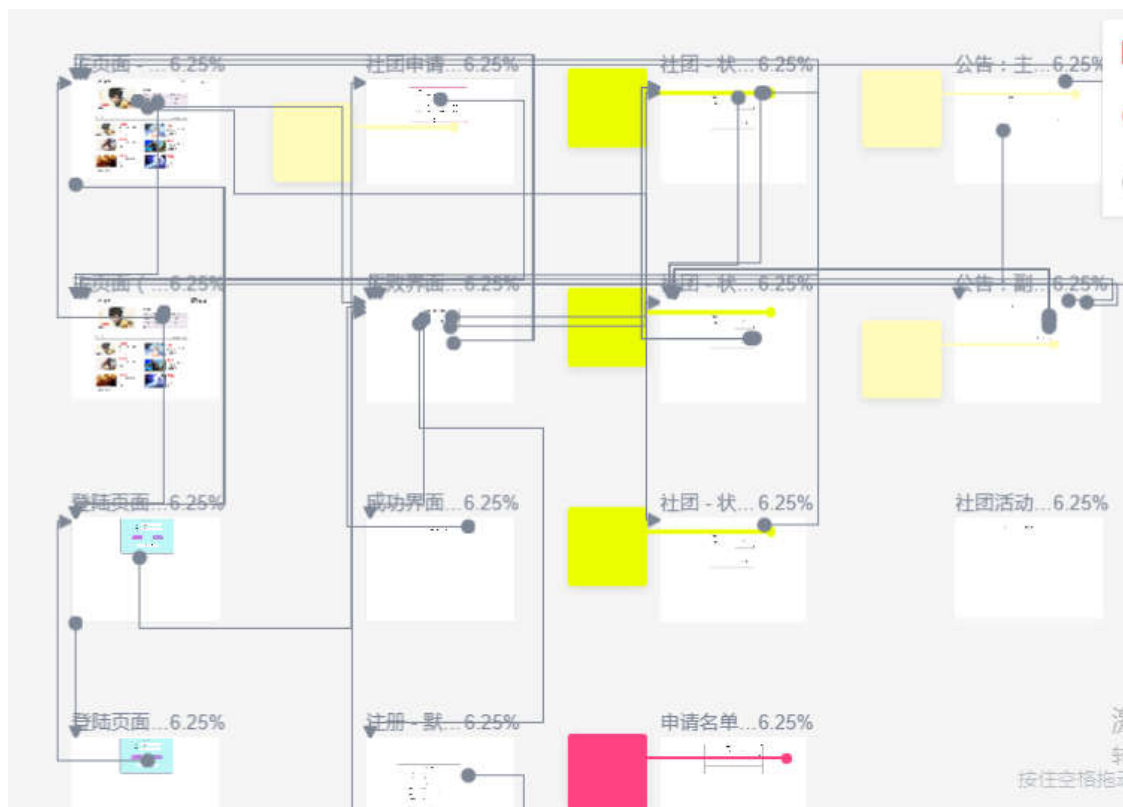 主页面 - ... 6.25%
社团申请...6.25%
社团 - 状... 6.25%
公告：主... 6.25%
主页面 (... 6.25%
失败界面...6.25%
社团 - 状... 6.25%
公告：副... 6.25%
登陆页面...6.25%
成功界面...6.25%
社团 - 状... 6.25%
社团活动...6.25%
登陆页面...6.25%
注册 - 默...6.25%
申请名单...6.25%
按住空格拖